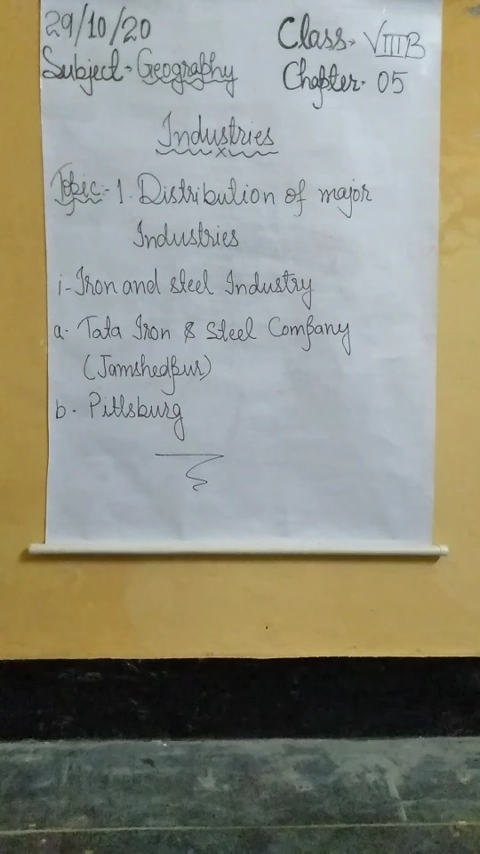 29/10/20
Class- VIIIB
Subject- Geography
Chapter- 05
Industries
Topic:- 1. Distribution of major
Industries
i- Iron and steel Industry
a- Tata Iron & Steel Company
(Jamshedpur)
b- Pittsburg